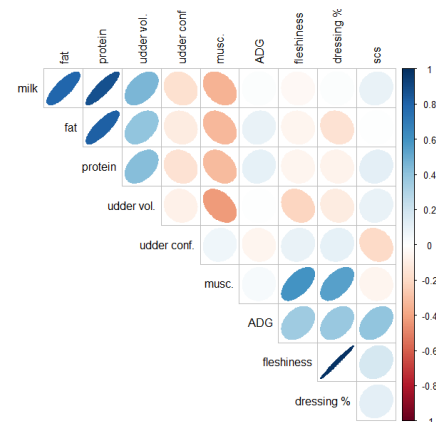 fat
protein
udder vol.
udder conf
musc.
ADG
fleshiness
dressing %
scs
milk
fat
protein
udder vol.
udder conf.
musc.
ADG
fleshiness
dressing %
1
0.8
0.6
0.4
0.2
0
-0.2
-0.4
-0.6
-0.8
-1